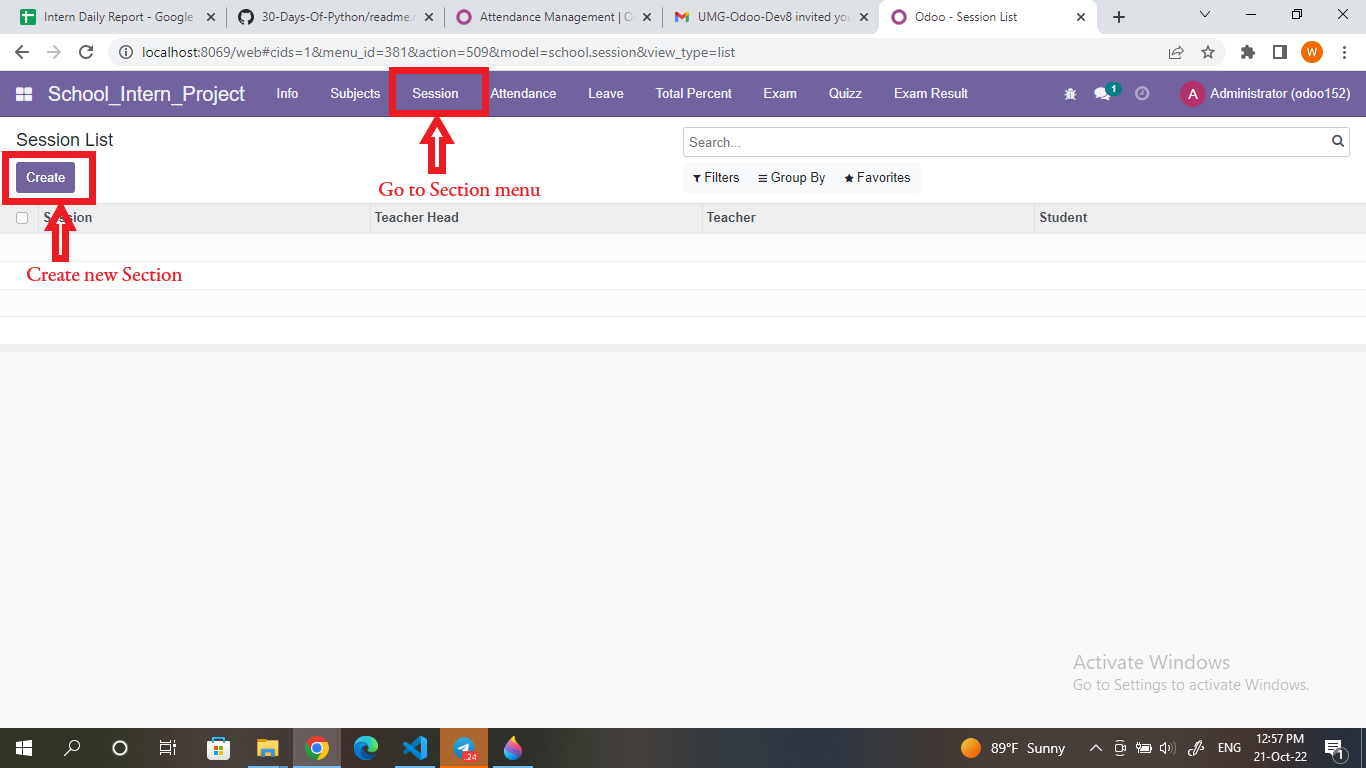 Intern Daily Report - Google
30-Days-Of-Python/readme.r
Attendance Management | O
UMG-Odoo-Dev8 invited you
Odoo - Session List
localhost:8069/web#cids=1&menu_id=381&action=509&model=school.session&view_type=list
W
School_Intern_Project
Info
Subjects
Session
Attendance
Leave
Total Percent
Exam
Quizz
Exam Result
1
A
Administrator (odoo152)
Session List
Search...
Create
Filters
Group By
Favorites
Go to Section menu
Session
Teacher Head
Teacher
Student
Create new Section
Activate Windows
Go to Settings to activate Windows.
.24
89°F Sunny
ENG
12:57 PM
21-Oct-22
1